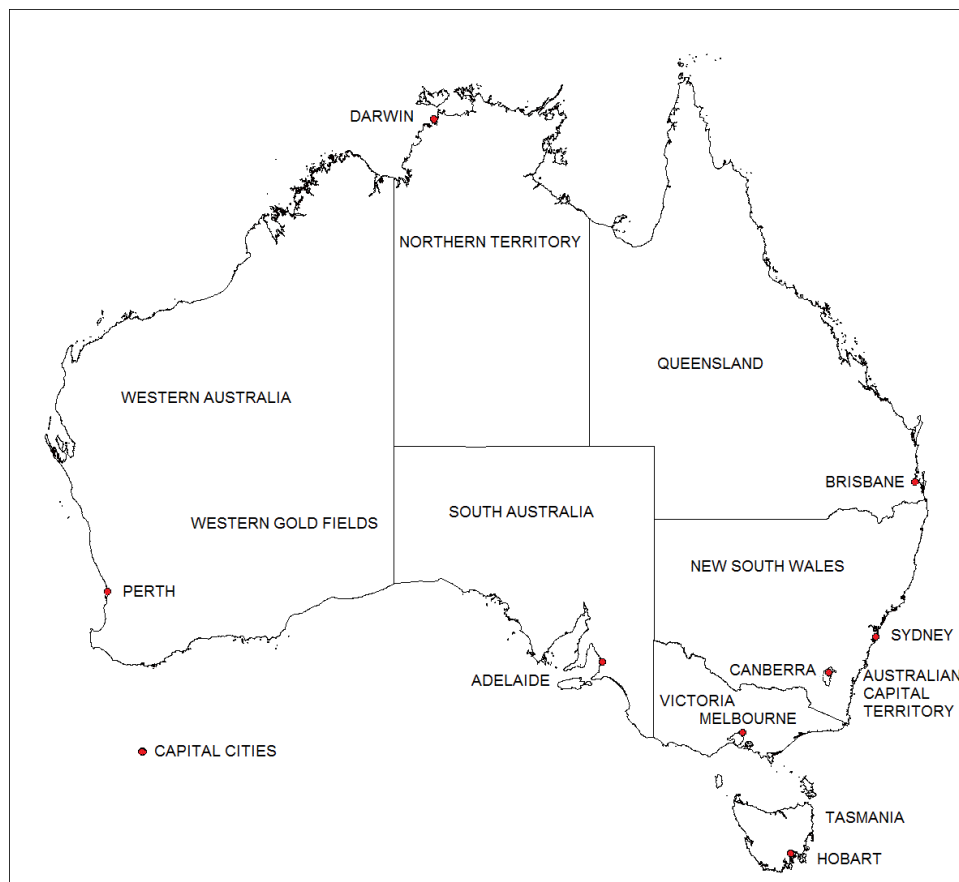 DARWIN
NORTHERN TERRITORY
QUEENSLAND
WESTERN AUSTRALIA
BRISBANE
SOUTH AUSTRALIA
WESTERN GOLD FIELDS
NEW SOUTH WALES
PERTH
SYDNEY
CANBERRA
AUSTRALIAN
CAPITAL
TERRITORY
ADELAIDE
VICTORIA
MELBOURNE
CAPITAL CITIES
TASMANIA
HOBART